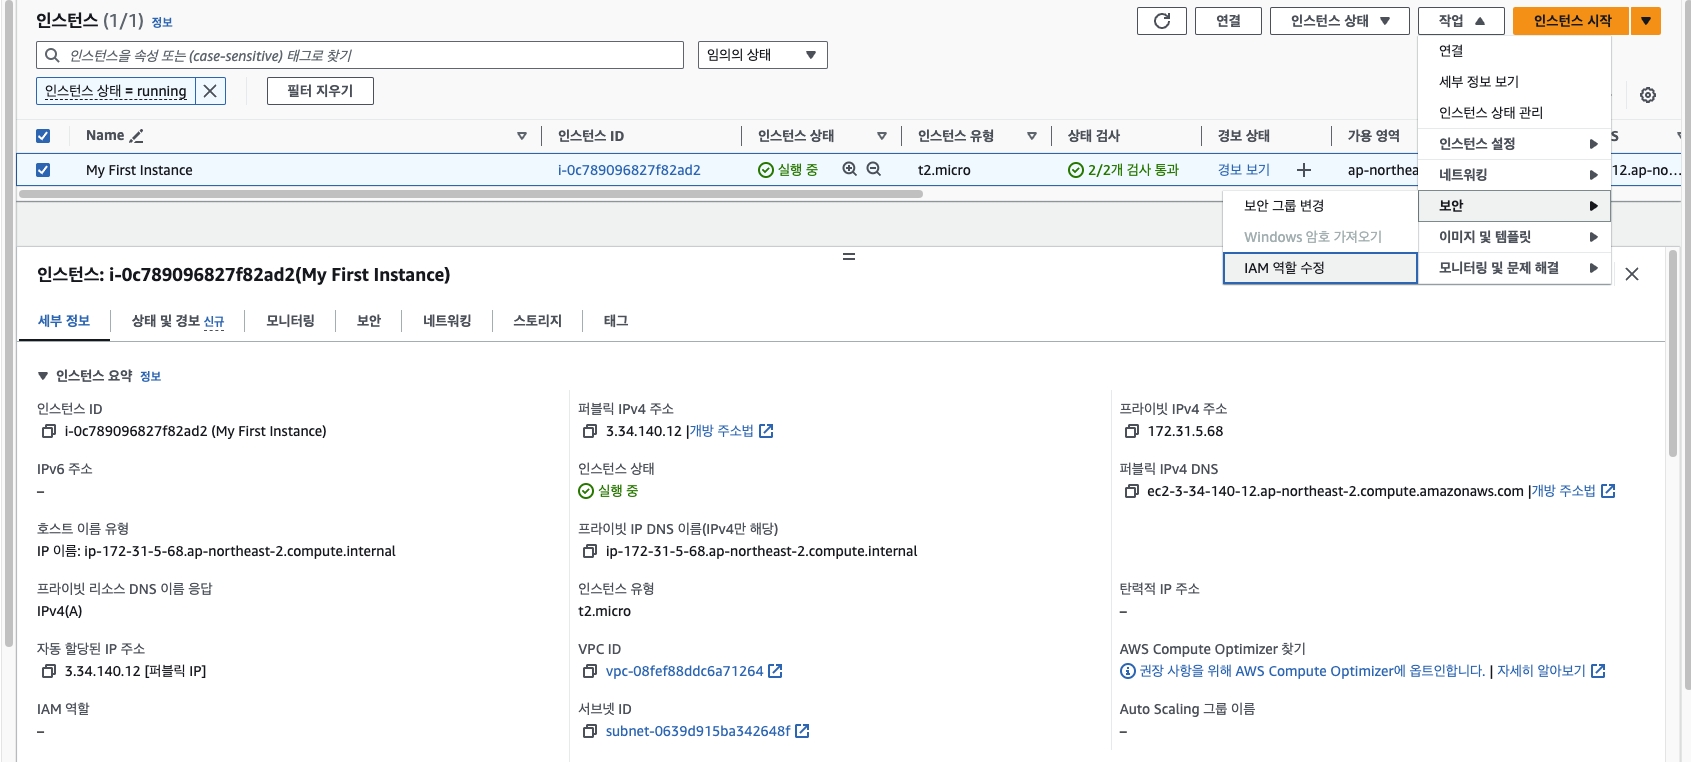 인스턴스 (1/1) 정보
연결
인스턴스 상태
작업
인스턴스 시작
인스턴스을 속성 또는 (case-sensitive) 태그로 찾기
임의의 상태
인스턴스 상태 = running
필터 지우기
연결
세부 정보 보기
인스턴스 상태 관리
인스턴스 설정
네트워킹
보안
이미지 및 템플릿
모니터링 및 문제 해결
보안 그룹 변경
Windows 암호 가져오기
IAM 역할 수정
Name 인스턴스 ID 인스턴스 상태 인스턴스 유형 상태 검사 경보 상태 가용 영역 S
My First Instance i-0c789096827f82ad2 실행 중 t2.micro 2/2개 검사 통과 경보 보기 ap-northea 12.ap-no...
인스턴스: i-0c789096827f82ad2(My First Instance)
세부 정보 상태 및 경보 신규 모니터링 보안 네트워킹 스토리지 태그
인스턴스 요약 정보
인스턴스 ID
i-0c789096827f82ad2 (My First Instance)
퍼블릭 IPv4 주소
3.34.140.12 |개방 주소법
프라이빗 IPv4 주소
172.31.5.68
IPv6 주소
–
인스턴스 상태
실행 중
퍼블릭 IPv4 DNS
ec2-3-34-140-12.ap-northeast-2.compute.amazonaws.com |개방 주소법
호스트 이름 유형
IP 이름: ip-172-31-5-68.ap-northeast-2.compute.internal
프라이빗 IP DNS 이름(IPv4만 해당)
ip-172-31-5-68.ap-northeast-2.compute.internal
프라이빗 리소스 DNS 이름 응답
IPv4(A)
인스턴스 유형
t2.micro
탄력적 IP 주소
–
자동 할당된 IP 주소
3.34.140.12 [퍼블릭 IP]
VPC ID
vpc-08fef88ddc6a71264
AWS Compute Optimizer 찾기
권장 사항을 위해 AWS Compute Optimizer에 옵트인합니다. | 자세히 알아보기
IAM 역할
–
서브넷 ID
subnet-0639d915ba342648f
Auto Scaling 그룹 이름
–